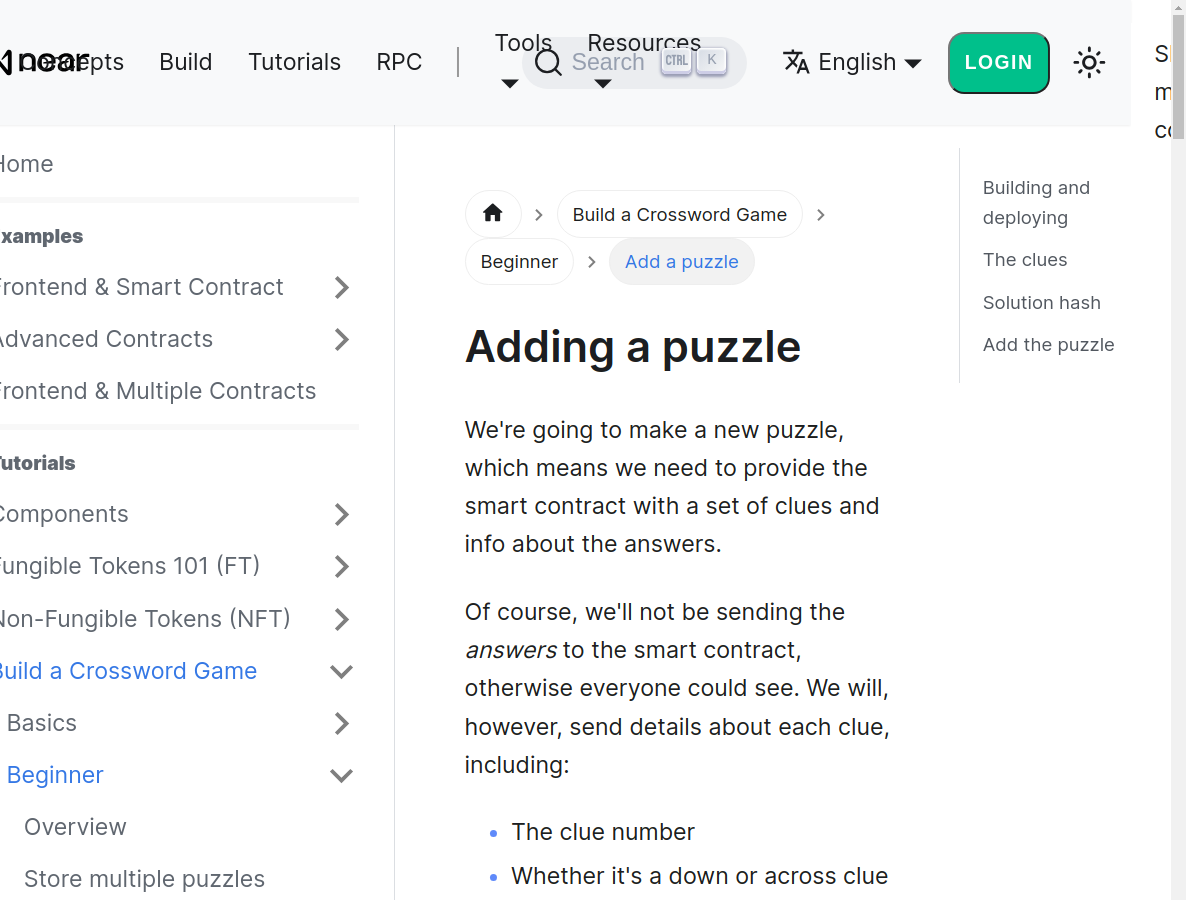 near
Concepts
Build
Tutorials
RPC
Tools
Resources
Search
CTRL
K
English
LOGIN
Home
Examples
Frontend & Smart Contract
Advanced Contracts
Frontend & Multiple Contracts
Tutorials
Components
Fungible Tokens 101 (FT)
Non-Fungible Tokens (NFT)
Build a Crossword Game
Basics
Beginner
Overview
Store multiple puzzles
Build a Crossword Game
Beginner
Add a puzzle
Adding a puzzle
We're going to make a new puzzle,
which means we need to provide the
smart contract with a set of clues and
info about the answers.
Of course, we'll not be sending the
answers to the smart contract,
otherwise everyone could see. We will,
however, send details about each clue,
including:
The clue number
Whether it's a down or across clue
Building and
deploying
The clues
Solution hash
Add the puzzle